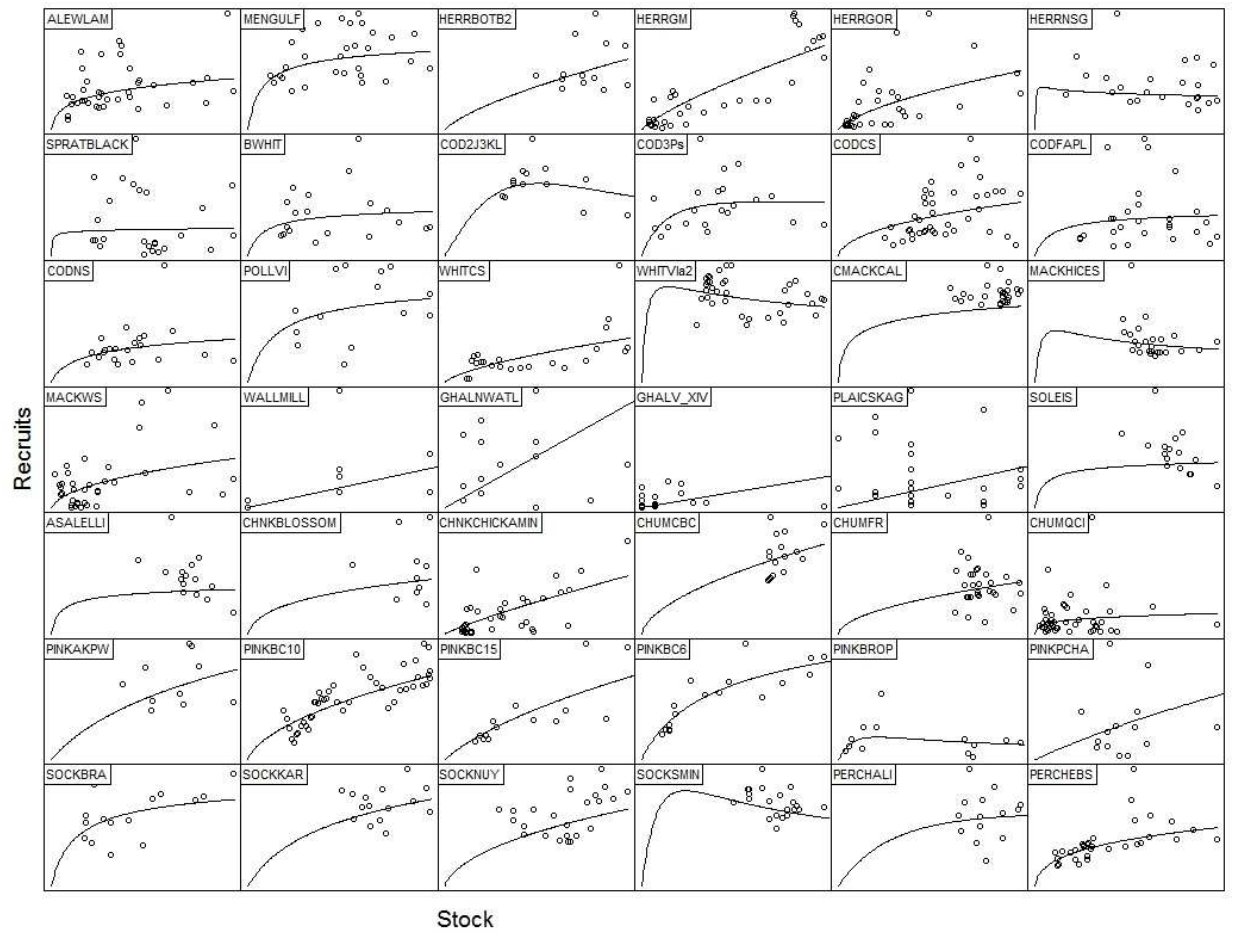 ALEWLAM
MENGULF
HERRBOTB2
HERRGM
HERRGOR
HERRNSG
SPRATBLACK
BWHIT
COD2J3KL
COD3Ps
CODCS
CODFAPL
CODNS
POLLVI
WHITCS
WHITVIa2
CMACKCAL
MACKHICES
MACKWS
WALLMILL
GHALNWATL
GHALV_XIV
PLAICSKAG
SOLEIS
ASALELLI
CHNKBLOSSOM
CHNKCHICKAMIN
CHUMCBC
CHUMFR
CHUMQCI
PINKAKPW
PINKBC10
PINKBC15
PINKBC6
PINKBROP
PINKPCHA
SOCKBRA
SOCKKAR
SOCKNUY
SOCKSMIN
PERCHALI
PERCHEBS
Recruits
Stock